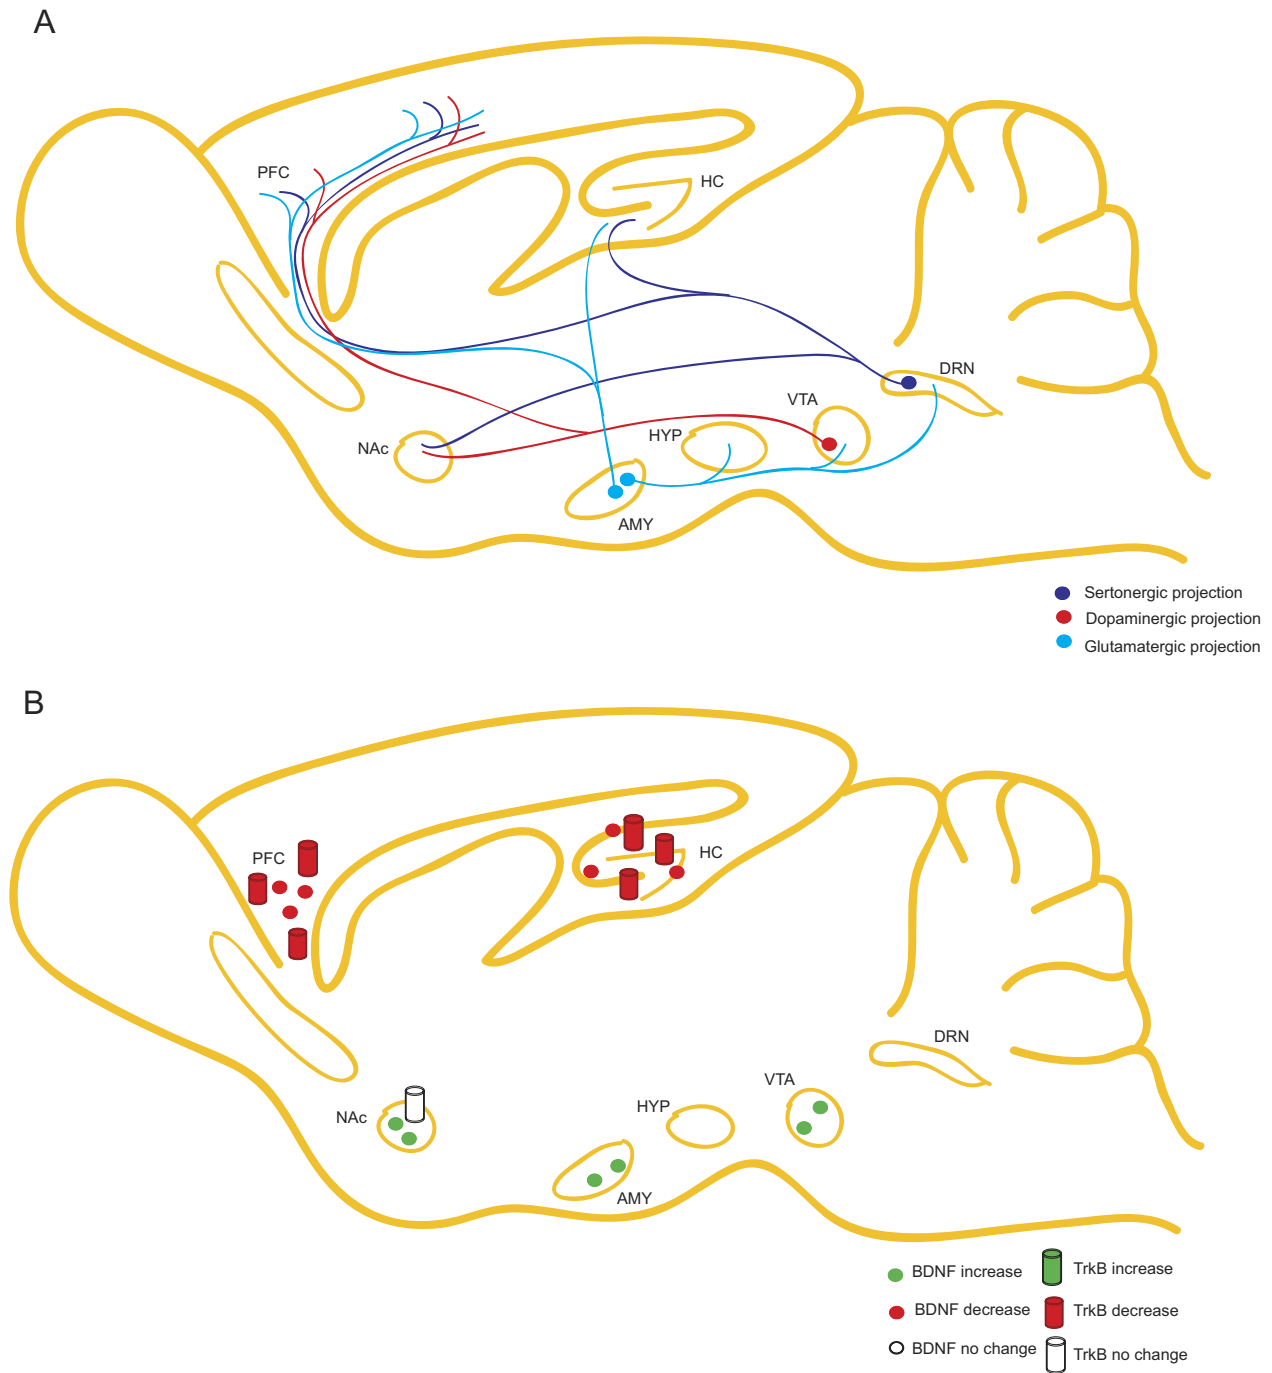 A
PFC
HC
DRN
VTA
HYP
NAc
AMY
Sertonergic projection
Dopaminergic projection
Glutamatergic projection
B
PFC
HC
DRN
VTA
HYP
NAc
AMY
BDNF increase
TrkB increase
BDNF decrease
TrkB decrease
BDNF no change
TrkB no change